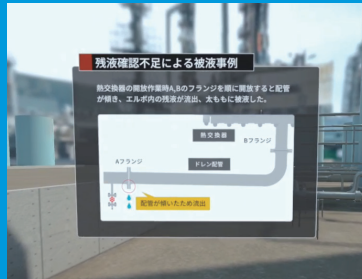 残液確認不足による被液事例
熱交換器の開放作業時A,Bのフランジを順に開放すると配管
が傾き、エルボ内の残液が流出、太ももに被液した。
熱交換器
Bフランジ
ドレン配管
Aフランジ
配管が傾いたため流出